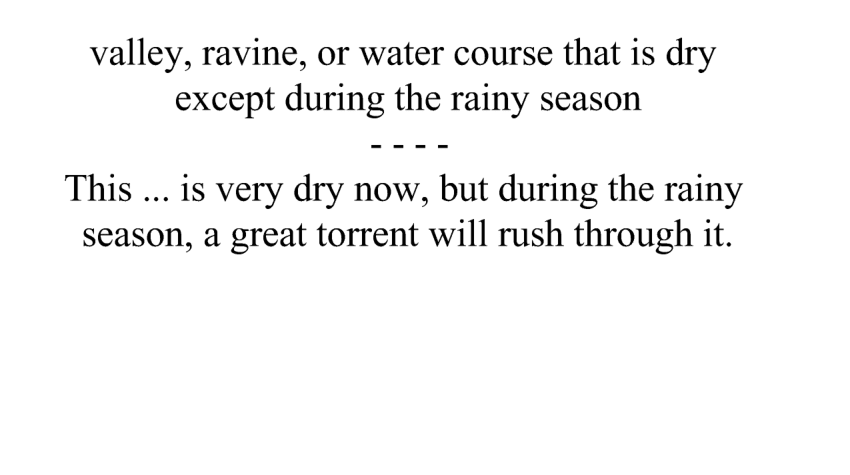 valley, ravine, or water course that is dry
except during the rainy season
- - - -
This ... is very dry now, but during the rainy
season, a great torrent will rush through it.